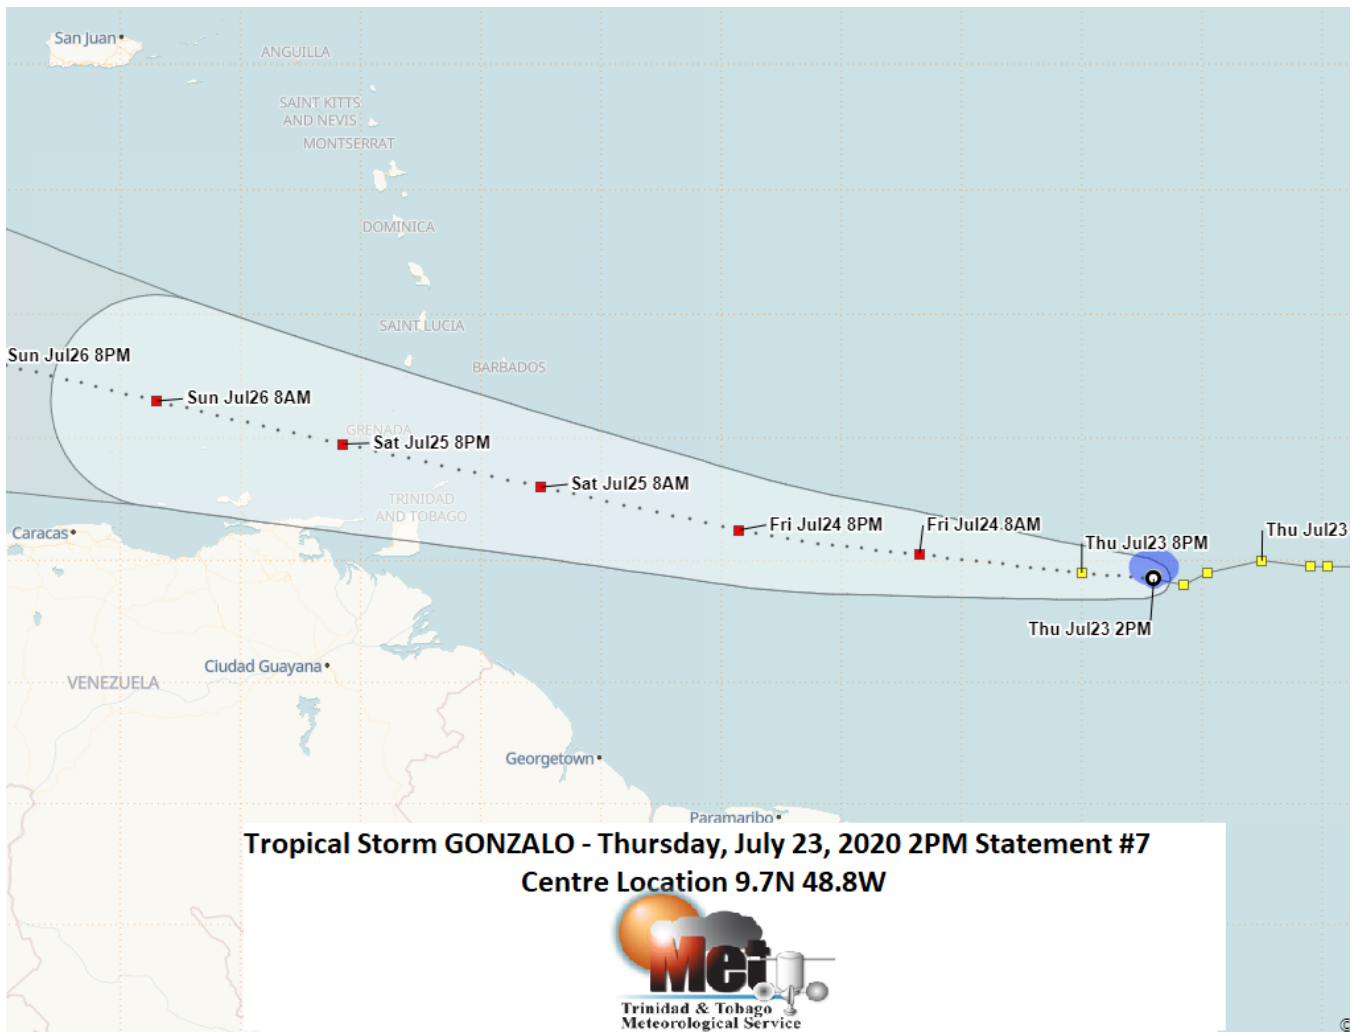 San Juan
ANGUILLA
SAINT KITTS
AND NEVIS
MONTSERRAT
DOMINICA
SAINT LUCIA
BARBADOS
Sun Jul26 8PM
Sun Jul26 8AM
GRENADA
Sat Jul25 8PM
Sat Jul25 8AM
TRINIDAD
AND TOBAGO
Fri Jul24 8PM
Fri Jul24 8AM
Thu Jul23
Caracas
Thu Jul23 8PM
Thu Jul23 2PM
Ciudad Guayana
VENEZUELA
Georgetown
Paramaribo
Tropical Storm GONZALO - Thursday, July 23, 2020 2PM Statement #7
Centre Location 9.7N 48.8W
Met
Trinidad & Tobago
Meteorological Service
©